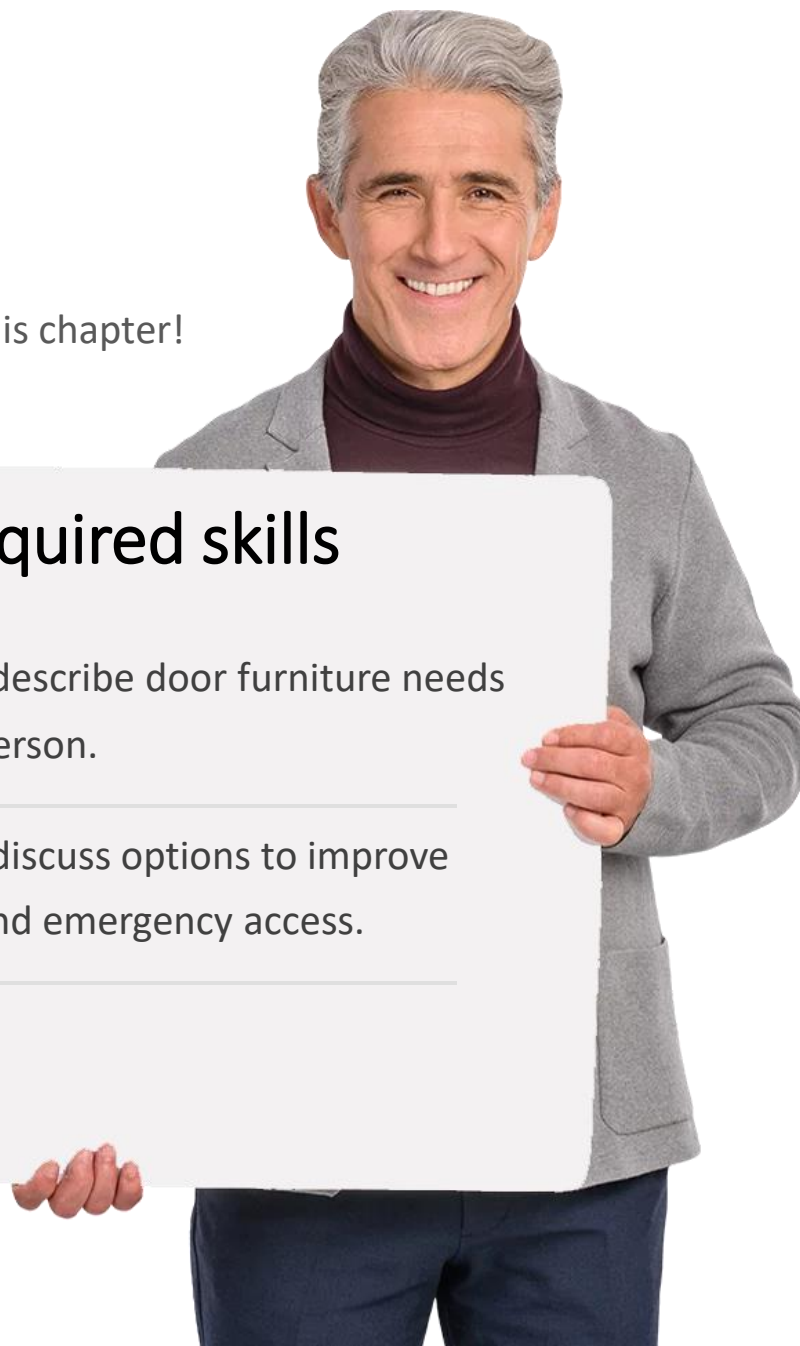 is chapter!
quired skills
describe door furniture needs
erson.
discuss options to improve
nd emergency access.